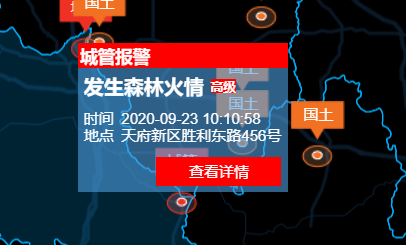 国土
城管报警
国土
发生森林火情 高级
国土
国土
时间 2020-09-23 10:10:58
地点 天府新区胜利东路456号
查看详情